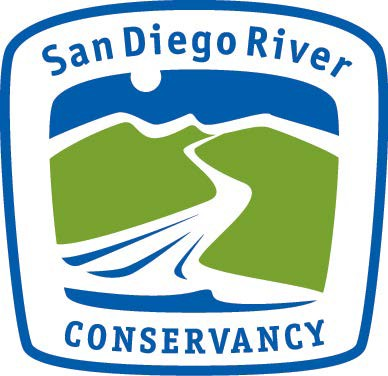 San Diego River
CONSERVANCY